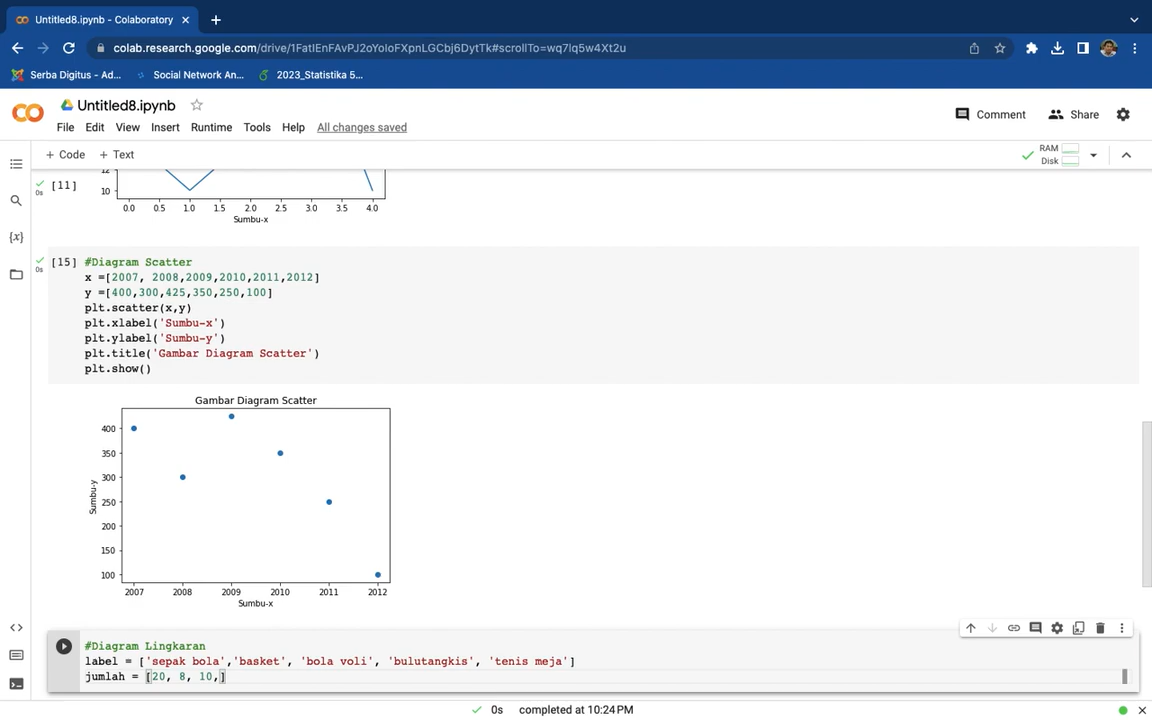 Untitled8.ipynb - Colaboratory
colab.research.google.com/drive/1FatIEnFAvPJ2oYoloFXpnLGCbj6DytTk#scrollTo=wq7lq5w4Xt2u
Serba Digitus - Ad...
Social Network An...
2023_Statistika 5...
Untitled8.ipynb
Comment
Share
File Edit View Insert Runtime Tools Help All changes saved
+ Code + Text
RAM
Disk
[11]
0s
12
10
0.0 0.5 1.0 1.5 2.0 2.5 3.0 3.5 4.0
Sumbu-x
{x}
0s
[15] #Diagram Scatter
x =[2007, 2008,2009,2010,2011,2012]
y =[400,300,425,350,250,100]
plt.scatter(x,y)
plt.xlabel('Sumbu-x')
plt.ylabel('Sumbu-y')
plt.title('Gambar Diagram Scatter')
plt.show()
Gambar Diagram Scatter
400
350
300
250
200
150
100
Sumbu-y
2007 2008 2009 2010 2011 2012
Sumbu-x
#Diagram Lingkaran
label = ['sepak bola','basket', 'bola voli', 'bulutangkis', 'tenis meja']
jumlah = [20, 8, 10,]
0s completed at 10:24 PM